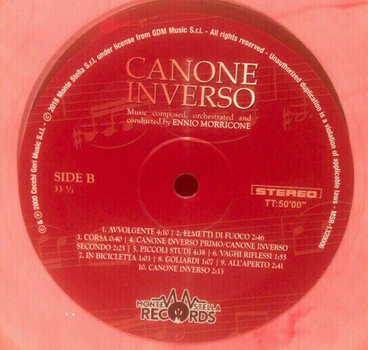 © 2018 Monte Stella S.r.l. under license from GDM Music S.r.l. - All rights reserved - Unauthorized duplication is a violation of applicable laws - MSR-
℗ & © 2000 Cecchi Gori Music S.r.l.
CANONE
INVERSO
Music composed, orchestrated and
conducted by ENNIO MORRICONE
SIDE B
33 1/3
STEREO
TT:50'00"
1. AVVOLGENTE 4:10 | 2. ELMETTI DI FUOCO 2:46
3. CORSA 0:40 | 4. CANONE INVERSO PRIMO/CANONE INVERSO
SECONDO 2:25 | 5. PICCOLI STUDI 4:38 | 6. VAGHI RIFLESSI 1:55
7. IN BICICLETTA 1:05 | 8. GOLIARDI 1:07 | 9. ALL'APERTO 2:41
10. CANONE INVERSO 2:13
MONTE STELLA
RECORDS